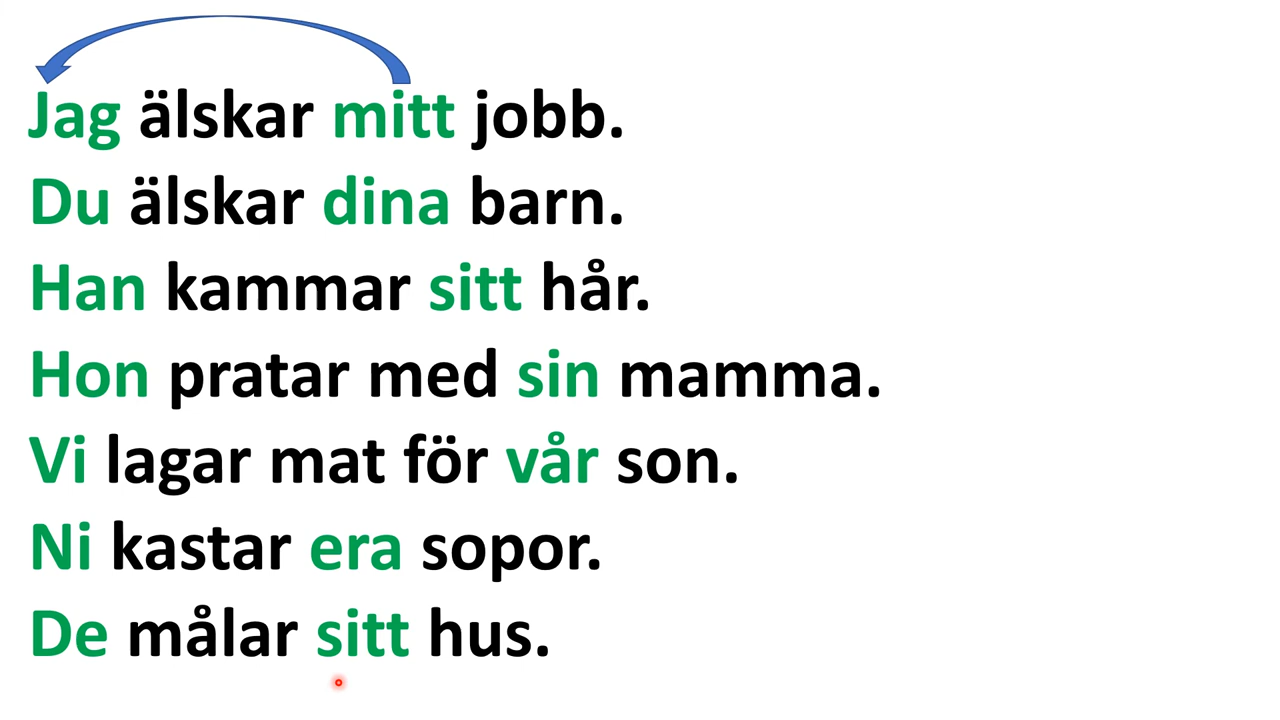 Jag älskar mitt jobb.
Du älskar dina barn.
Han kammar sitt hår.
Hon pratar med sin mamma.
Vi lagar mat för vår son.
Ni kastar era sopor.
De målar sitt hus.